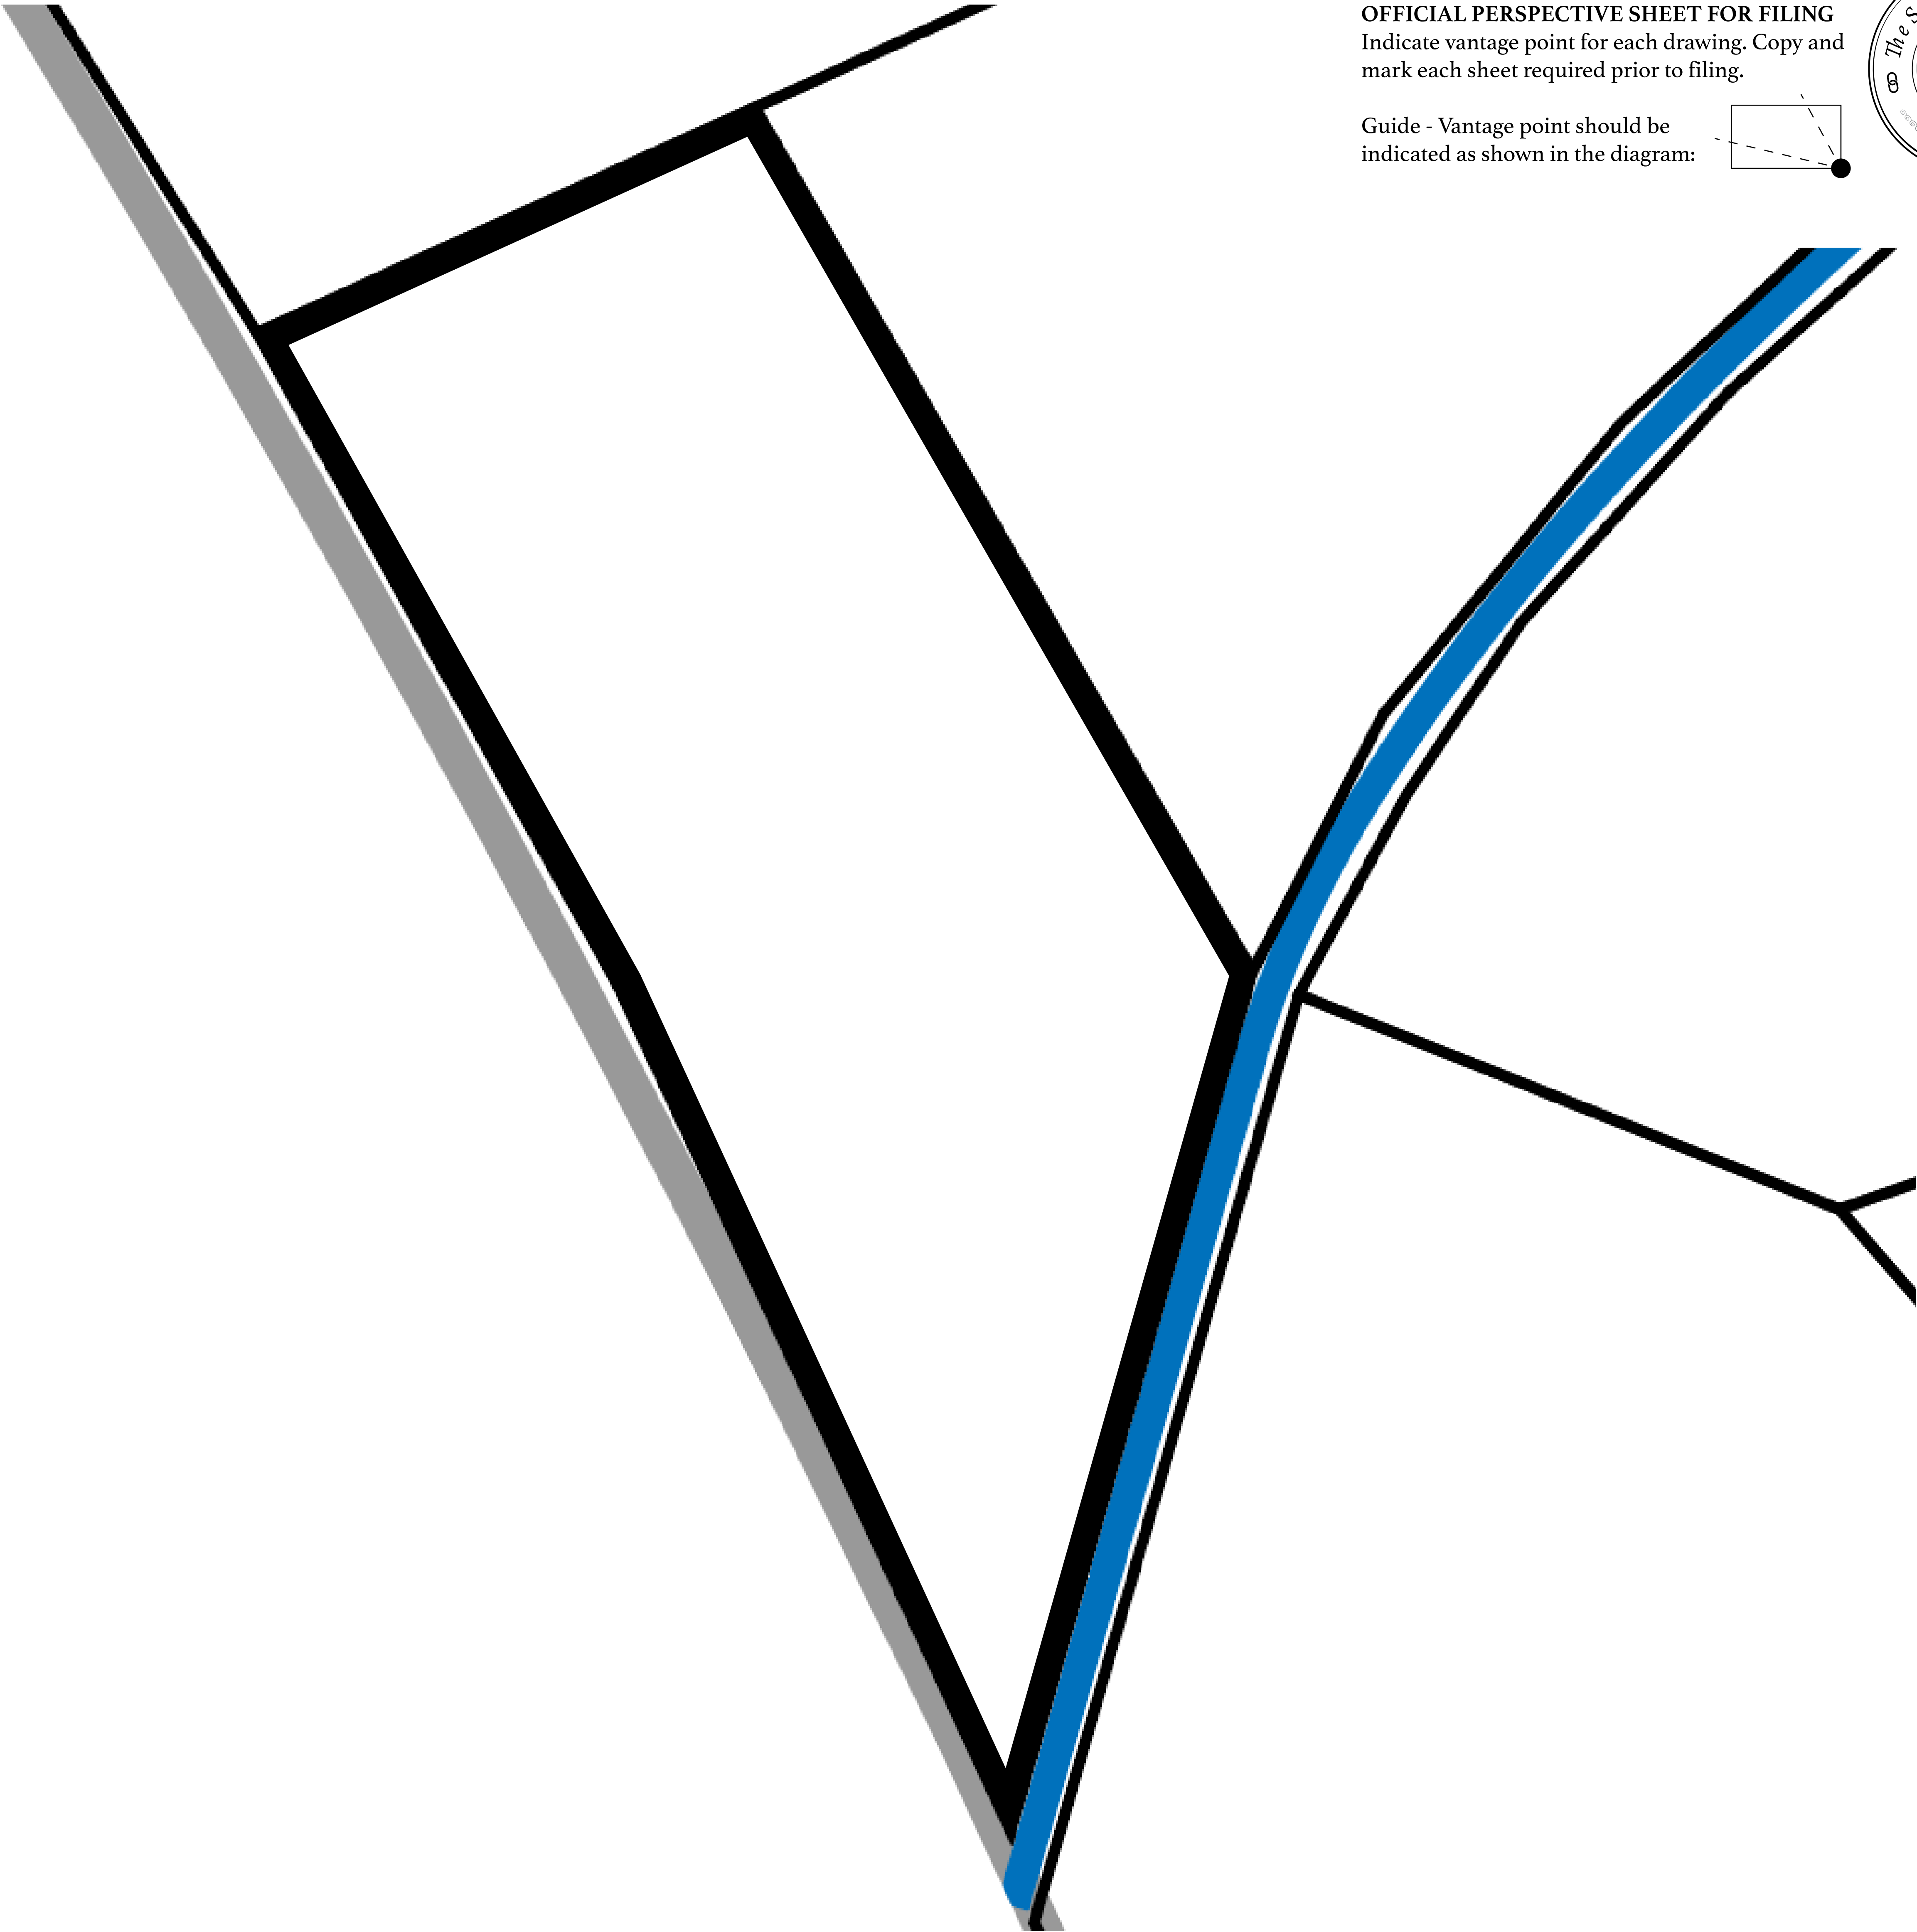 OFFICIAL PERSPECTIVE SHEET FOR FILING
Indicate vantage point for each drawing. Copy and
mark each sheet required prior to filing.
Guide - Vantage point should be
indicated as shown in the diagram:
The